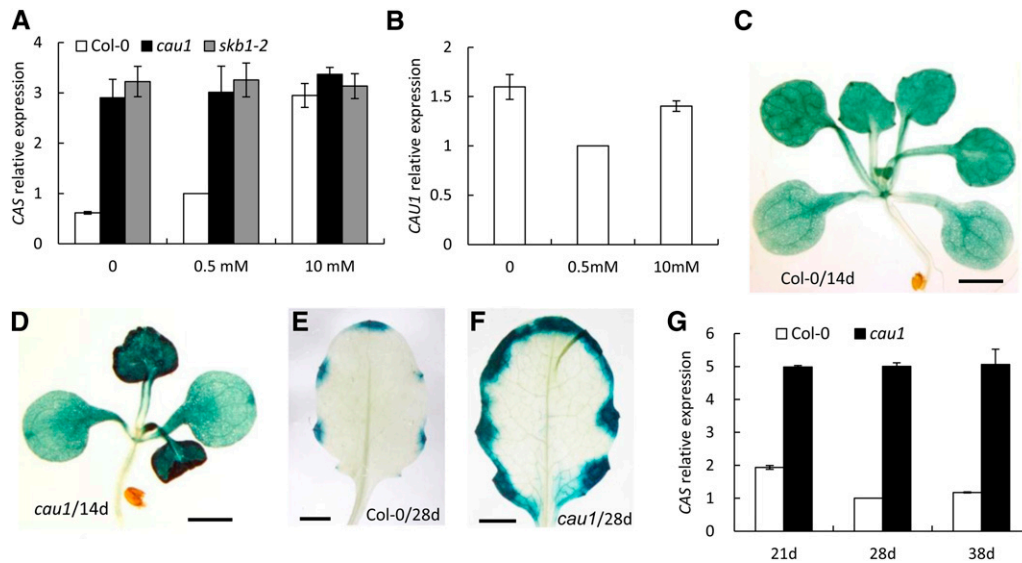 A
Col-0 cau1 skb1-2
CAS relative expression
4
3
2
1
0
0 0.5 mM 10 mM
B
CAU1 relative expression
2
1.5
1
0.5
0
0 0.5mM 10mM
C
Col-0/14d
D
cau1/14d
E
Col-0/28d
F
cau1/28d
G
Col-0 cau1
CAS relative expression
6
5
4
3
2
1
0
21d 28d 38d